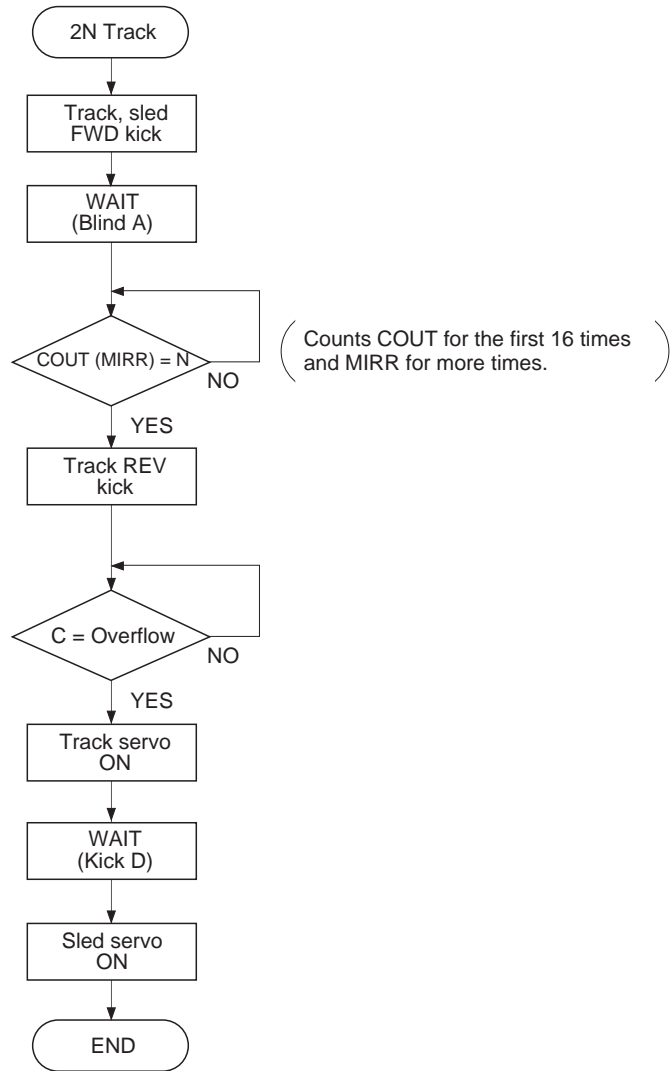 2N Track
Track, sled
FWD kick
WAIT
(Blind A)
COUT (MIRR) = N
NO
YES
(Counts COUT for the first 16 times
and MIRR for more times.)
Track REV
kick
C = Overflow
NO
YES
Track servo
ON
WAIT
(Kick D)
Sled servo
ON
END